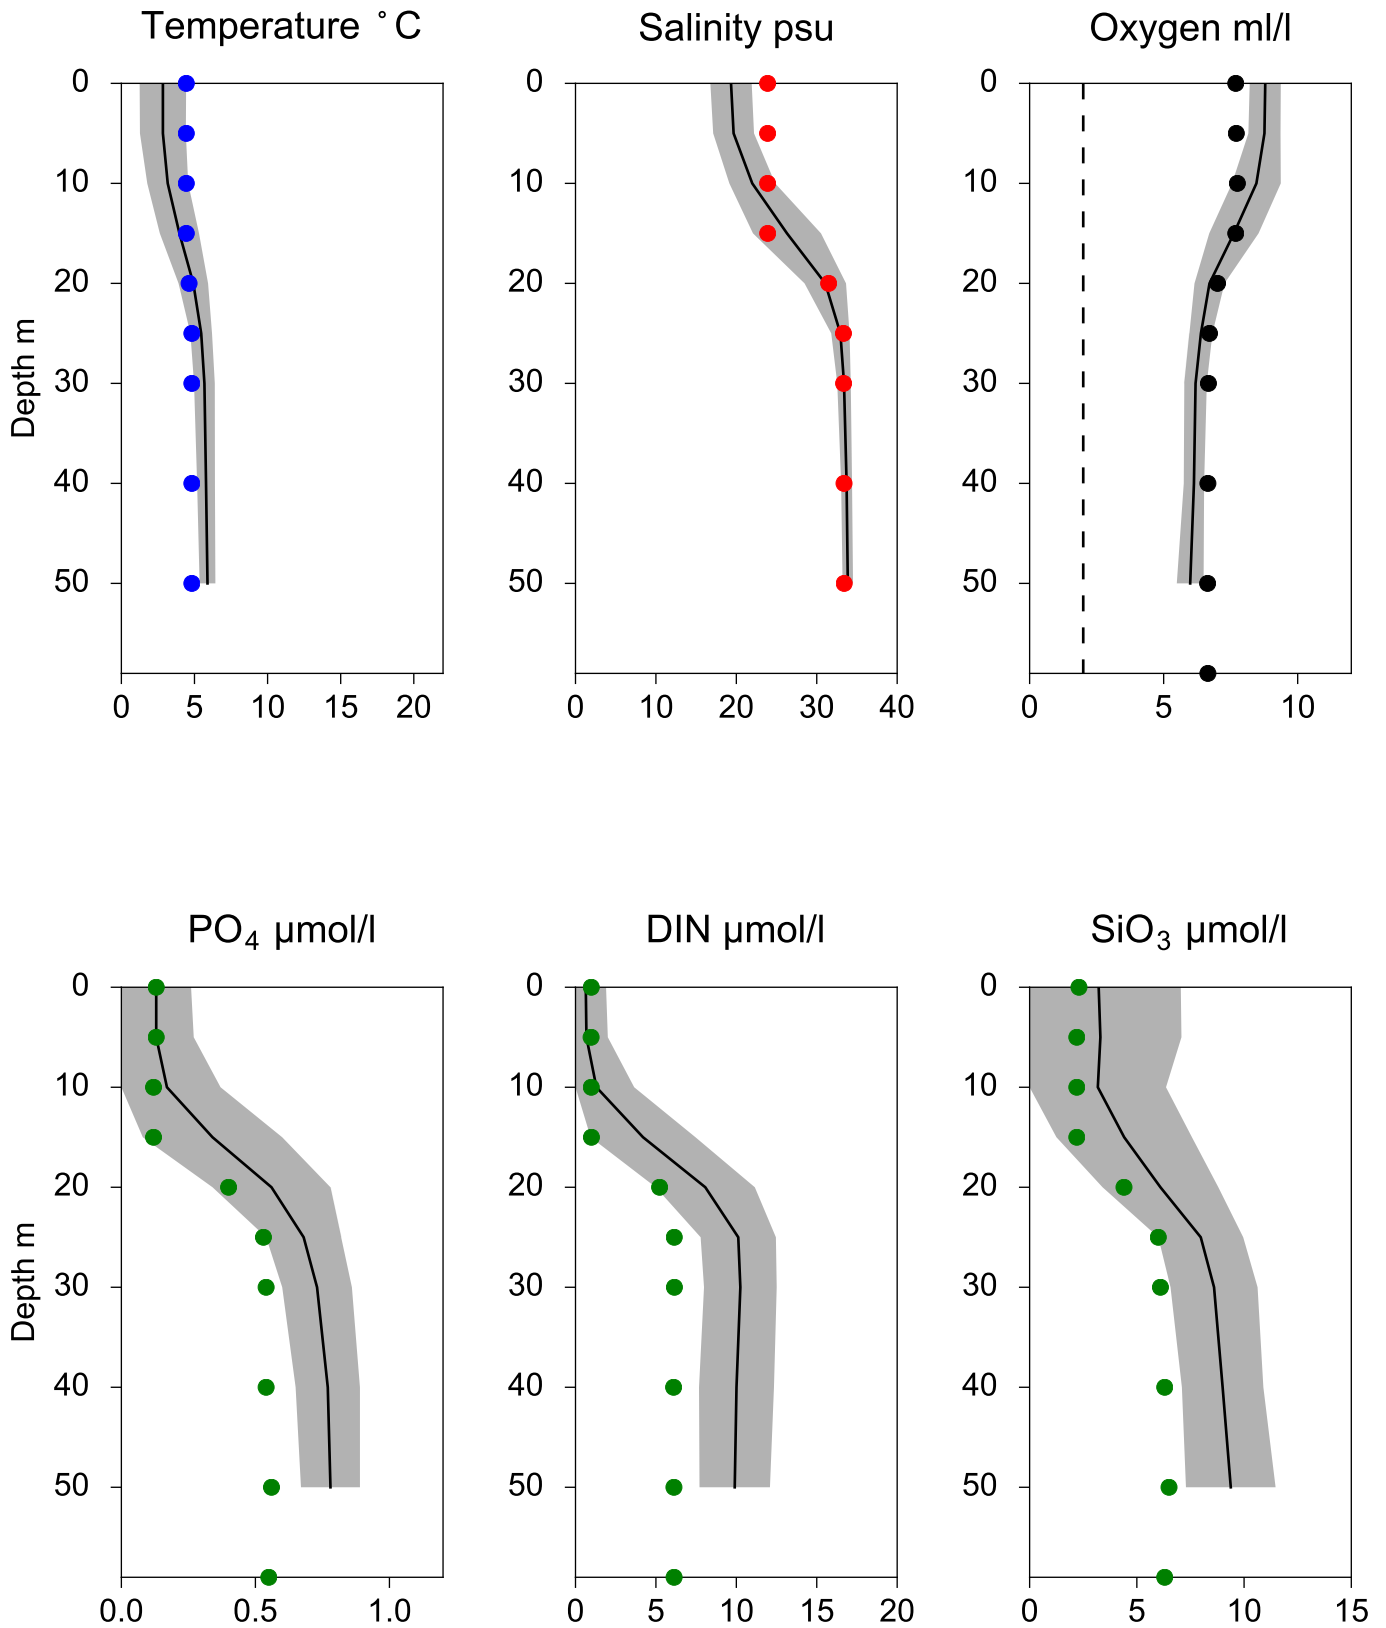 Temperature °C
0
10
20
30
40
50
Depth m
0 5 10 15 20
Salinity psu
0
10
20
30
40
50
0 10 20 30 40
Oxygen ml/l
0
10
20
30
40
50
0 5 10
PO₄ µmol/l
0
10
20
30
40
50
Depth m
0.0 0.5 1.0
DIN µmol/l
0
10
20
30
40
50
0 5 10 15 20
SiO₃ µmol/l
0
10
20
30
40
50
0 5 10 15